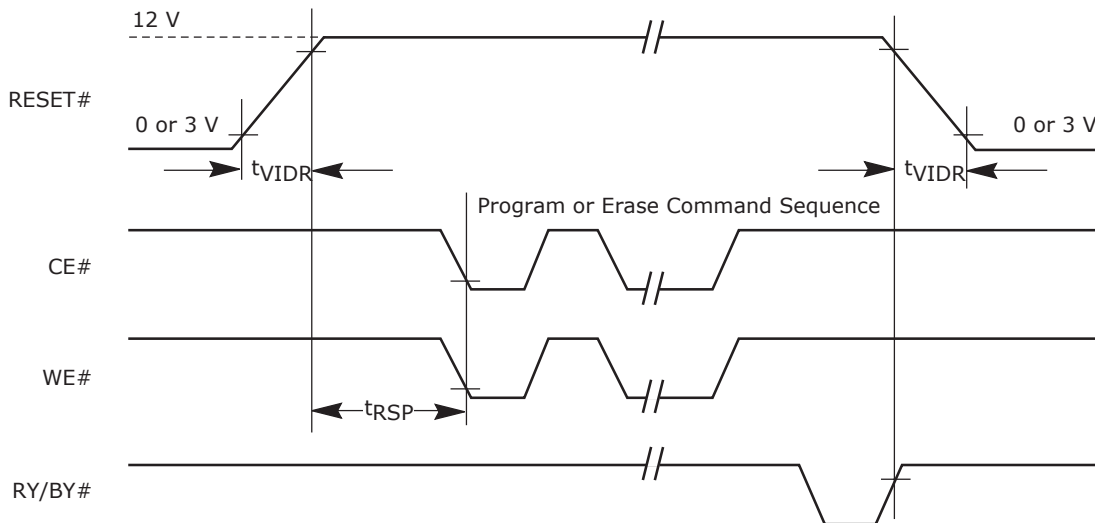 12 V
RESET#
0 or 3 V
0 or 3 V
tVIDR
tVIDR
Program or Erase Command Sequence
CE#
WE#
tRSP
RY/BY#